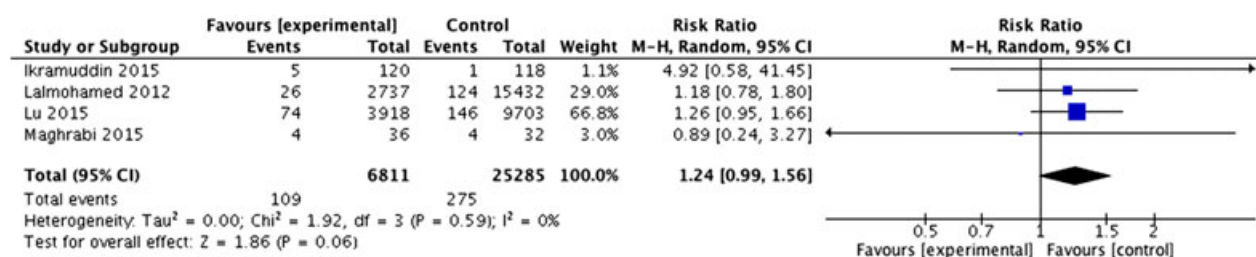 Favours [experimental] Control Risk Ratio Risk Ratio
Study or Subgroup Events Total Events Total Weight M-H, Random, 95% CI M-H, Random, 95% CI
Ikramuddin 2015 5 120 1 118 1.1% 4.92 [0.58, 41.45]
Lalmohamed 2012 26 2737 124 15432 29.0% 1.18 [0.78, 1.80]
Lu 2015 74 3918 146 9703 66.8% 1.26 [0.95, 1.66]
Maghrabi 2015 4 36 4 32 3.0% 0.89 [0.24, 3.27]
Total (95% CI) 6811 25285 100.0% 1.24 [0.99, 1.56]
Total events 109 275
Heterogeneity: Tau² = 0.00; Chi² = 1.92, df = 3 (P = 0.59); I² = 0%
Test for overall effect: Z = 1.86 (P = 0.06)
0.5 0.7 1 1.5 2
Favours [experimental] Favours [control]